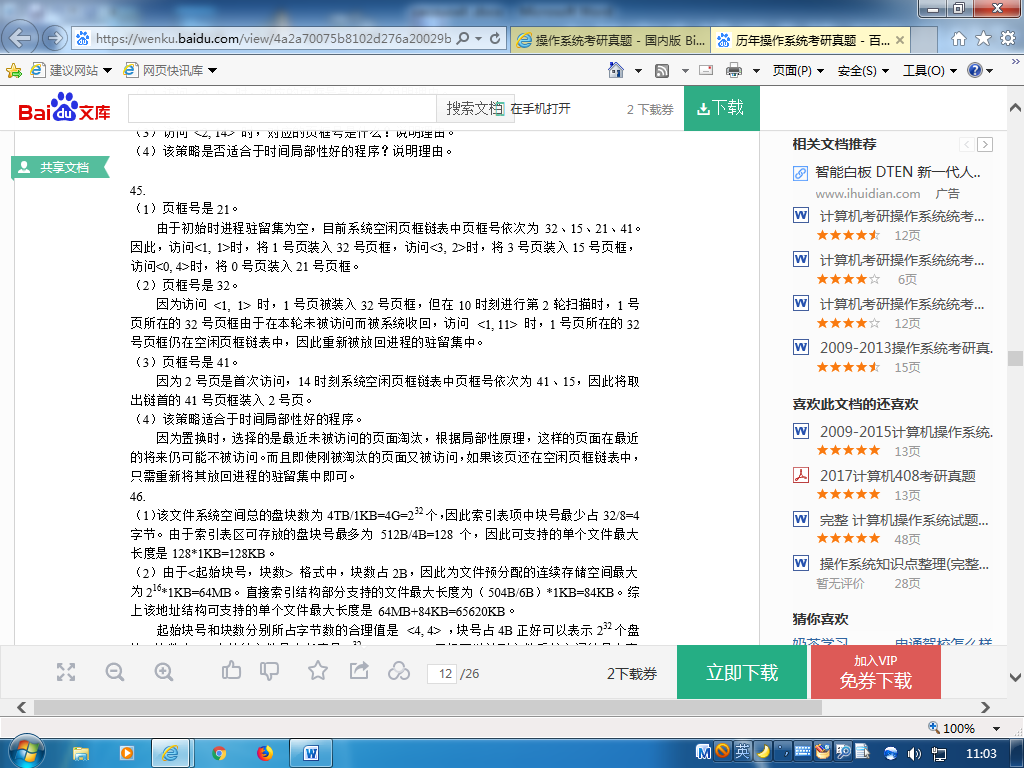 https://wenku.baidu.com/view/4a2a70075b8102d276a20029b
操作系统考研真题 - 国内版 Bi...
历年操作系统考研真题 - 百...
建议网站
网页快讯库
页面(P)
安全(S)
工具(O)
Bai du 文库
搜索文档
在手机打开
2 下载券
下载
共享文档
(3) 访问 <2, 14> 时，对应的页框号是什么？说明理由。
(4) 该策略是否适合于时间局部性好的程序？说明理由。
45.
(1) 页框号是 21。
由于初始时进程驻留集为空，目前系统空闲页框链表中页框号依次为 32、15、21、41。
因此，访问<1, 1>时，将 1 号页装入 32 号页框，访问<3, 2>时，将 3 号页装入 15 号页框，
访问<0, 4>时，将 0 号页装入 21 号页框。
(2) 页框号是 32。
因为访问 <1, 1> 时，1 号页被装入 32 号页框，但在 10 时刻进行第 2 轮扫描时，1 号
页所在的 32 号页框由于在本轮未被访问而被系统收回，访问 <1, 11> 时，1 号页所在的 32
号页框仍在空闲页框链表中，因此重新被放回进程的驻留集中。
(3) 页框号是 41。
因为 2 号页是首次访问，14 时刻系统空闲页框链表中页框号依次为 41、15，因此将取
出链首的 41 号页框装入 2 号页。
(4) 该策略适合于时间局部性好的程序。
因为置换时，选择的是最近未被访问的页面淘汰，根据局部性原理，这样的页面在最近
的将来仍可能不被访问。而且即使刚被淘汰的页面又被访问，如果该页还在空闲页框链表中，
只需重新将其放回进程的驻留集中即可。
46.
(1)该文件系统空间总的盘块数为 4TB/1KB=4G=2³²个，因此索引表项中块号最少占 32/8=4
字节。由于索引表区可存放的盘块号最多为 512B/4B=128 个，因此可支持的单个文件最大
长度是 128*1KB=128KB。
(2) 由于<起始块号，块数> 格式中，块数占 2B，因此为文件预分配的连续存储空间最大
为 2¹⁶*1KB=64MB。直接索引结构部分支持的文件最大长度为（504B/6B）*1KB=84KB。综
上该地址结构可支持的单个文件最大长度是 64MB+84KB=65620KB。
起始块号和块数分别所占字节数的合理值是 <4, 4> ，块号占 4B 正好可以表示 2³²个盘
相关文档推荐
智能白板 DTEN 新一代人..
www.ihuidian.com 广告
计算机考研操作系统统考...
12页
计算机考研操作系统统考...
6页
计算机考研操作系统统考...
12页
2009-2013操作系统考研真.
15页
喜欢此文档的还喜欢
2009-2015计算机操作系统.
13页
2017计算机408考研真题
13页
完整 计算机操作系统试题...
48页
操作系统知识点整理(完整...
暂无评价 28页
猜你喜欢
奶茶学习
电通驾校怎么样
12 /26
2下载券
立即下载
加入VIP
免券下载
100%
英
11:03